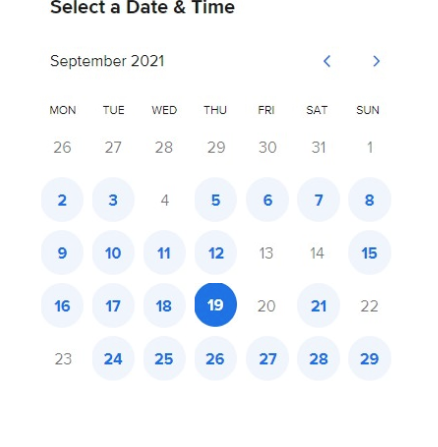 Select a Date & Time
September 2021
MON TUE WED THU FRI SAT SUN
26 27 28 29 30 31 1
2 3 4 5 6 7 8
9 10 11 12 13 14 15
16 17 18 19 20 21 22
23 24 25 26 27 28 29